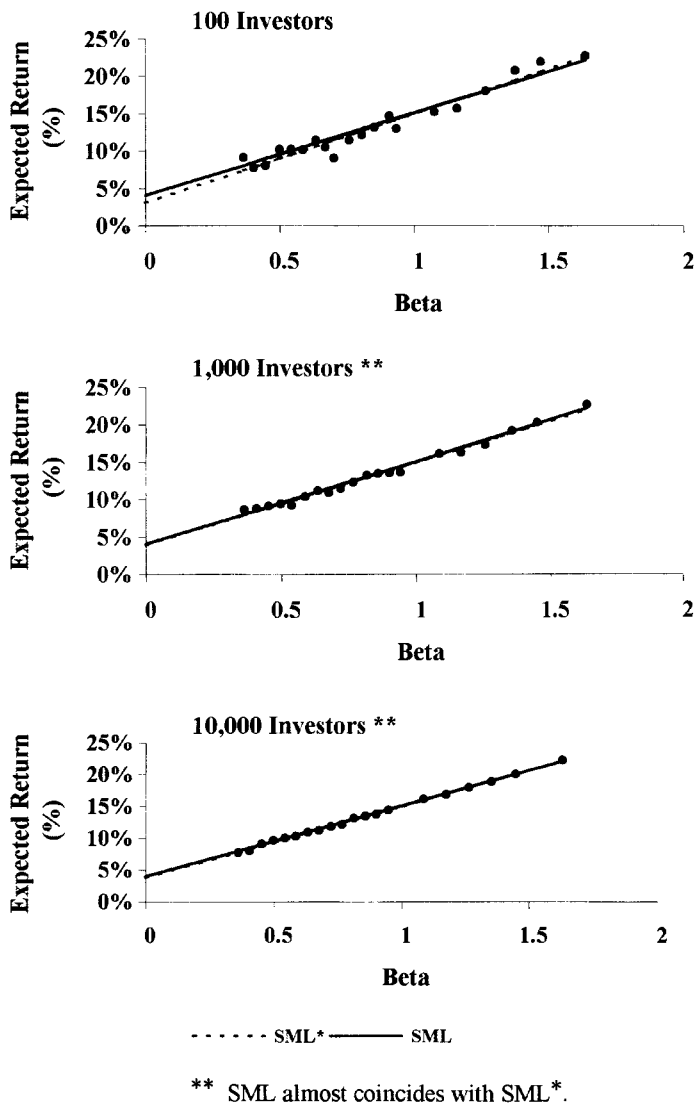 100 Investors
Expected Return
(%)
25%
20%
15%
10%
5%
0%
0 0.5 1 1.5 2
Beta
1,000 Investors **
Expected Return
(%)
25%
20%
15%
10%
5%
0%
0 0.5 1 1.5 2
Beta
10,000 Investors **
Expected Return
(%)
25%
20%
15%
10%
5%
0%
0 0.5 1 1.5 2
Beta
SML* SML
** SML almost coincides with SML*.